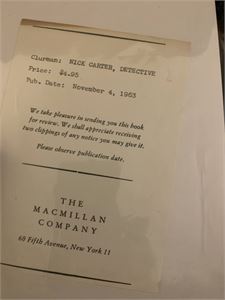 Clurman: NICK CARTER, DETECTIVE
Price: $4.95
Pub. Date: November 4, 1963
We take pleasure in sending you this book
for review. We shall appreciate receiving
two clippings of any notice you may give it.
Please observe publication date.
THE
MACMILLAN
COMPANY
60 Fifth Avenue, New York 11